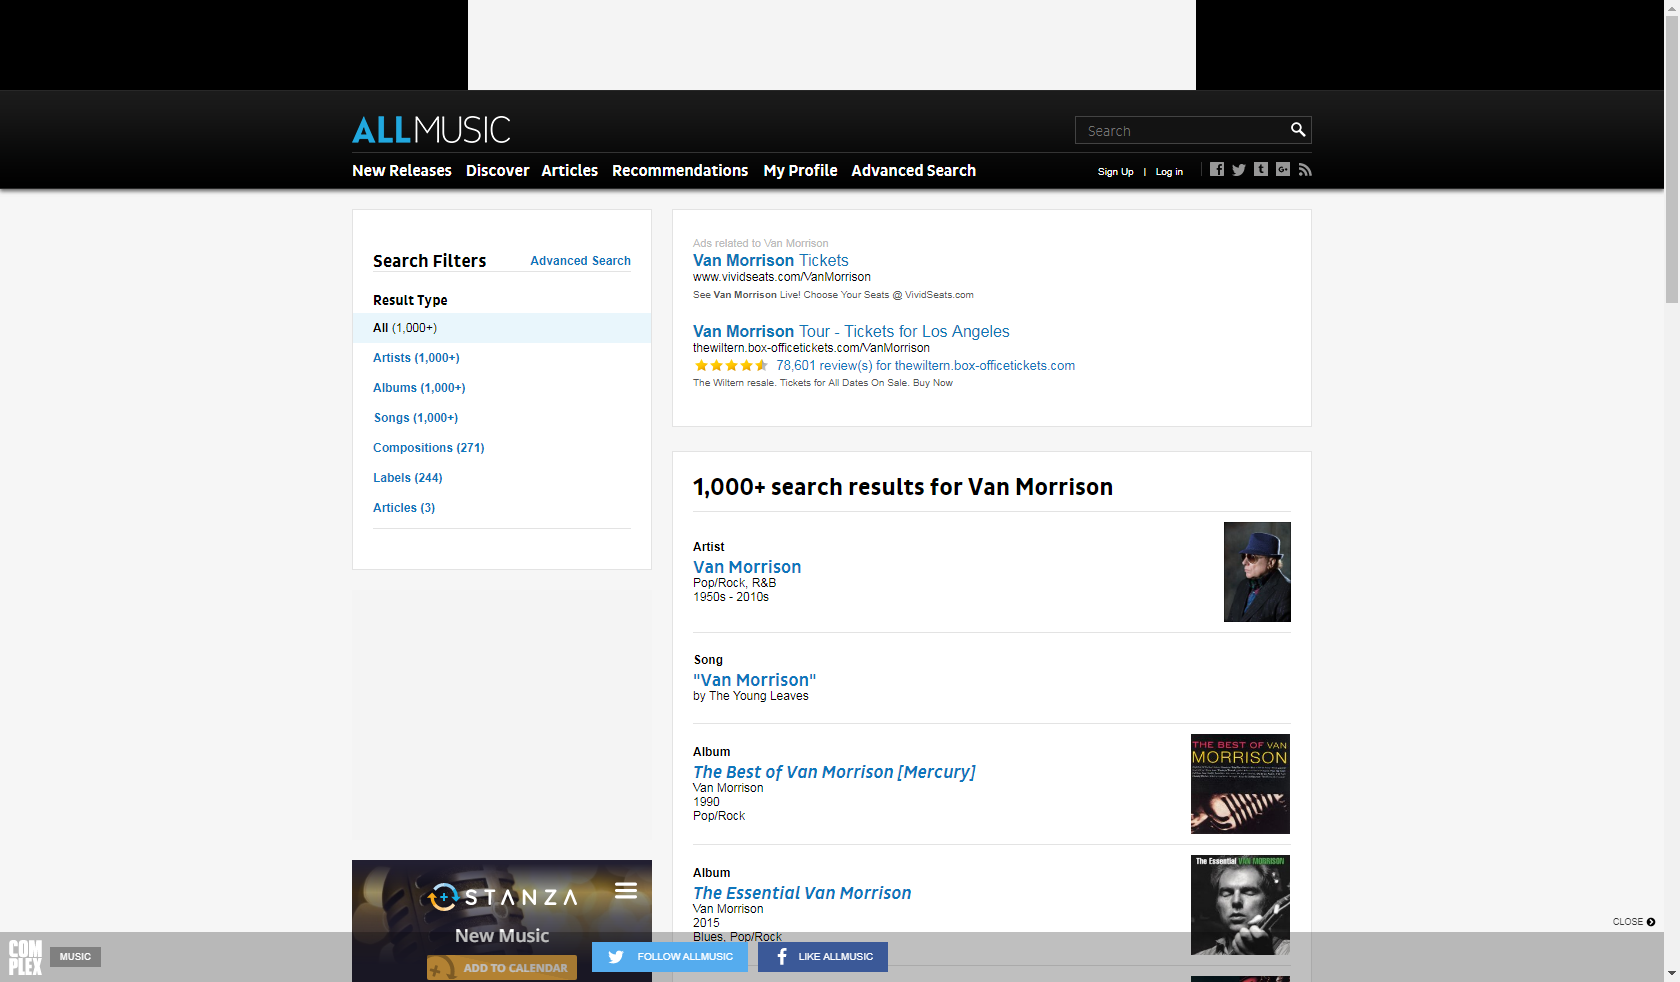 ALLMUSIC
Search
New Releases Discover Articles Recommendations My Profile Advanced Search
Sign Up | Log in
Search Filters Advanced Search
Result Type
All (1,000+)
Artists (1,000+)
Albums (1,000+)
Songs (1,000+)
Compositions (271)
Labels (244)
Articles (3)
STANZA
New Music
ADD TO CALENDAR
Ads related to Van Morrison
Van Morrison Tickets
www.vividseats.com/VanMorrison
See Van Morrison Live! Choose Your Seats @ VividSeats.com
Van Morrison Tour - Tickets for Los Angeles
thewiltern.box-officetickets.com/VanMorrison
78,601 review(s) for thewiltern.box-officetickets.com
The Wiltern resale. Tickets for All Dates On Sale. Buy Now
1,000+ search results for Van Morrison
Artist
Van Morrison
Pop/Rock, R&B
1950s - 2010s
Song
"Van Morrison"
by The Young Leaves
Album
The Best of Van Morrison [Mercury]
Van Morrison
1990
Pop/Rock
THE BEST OF VAN
MORRISON
Album
The Essential Van Morrison
Van Morrison
2015
Blues, Pop/Rock
The Essential VAN MORRISON
CLOSE
COM
PLEX
MUSIC
FOLLOW ALLMUSIC
LIKE ALLMUSIC